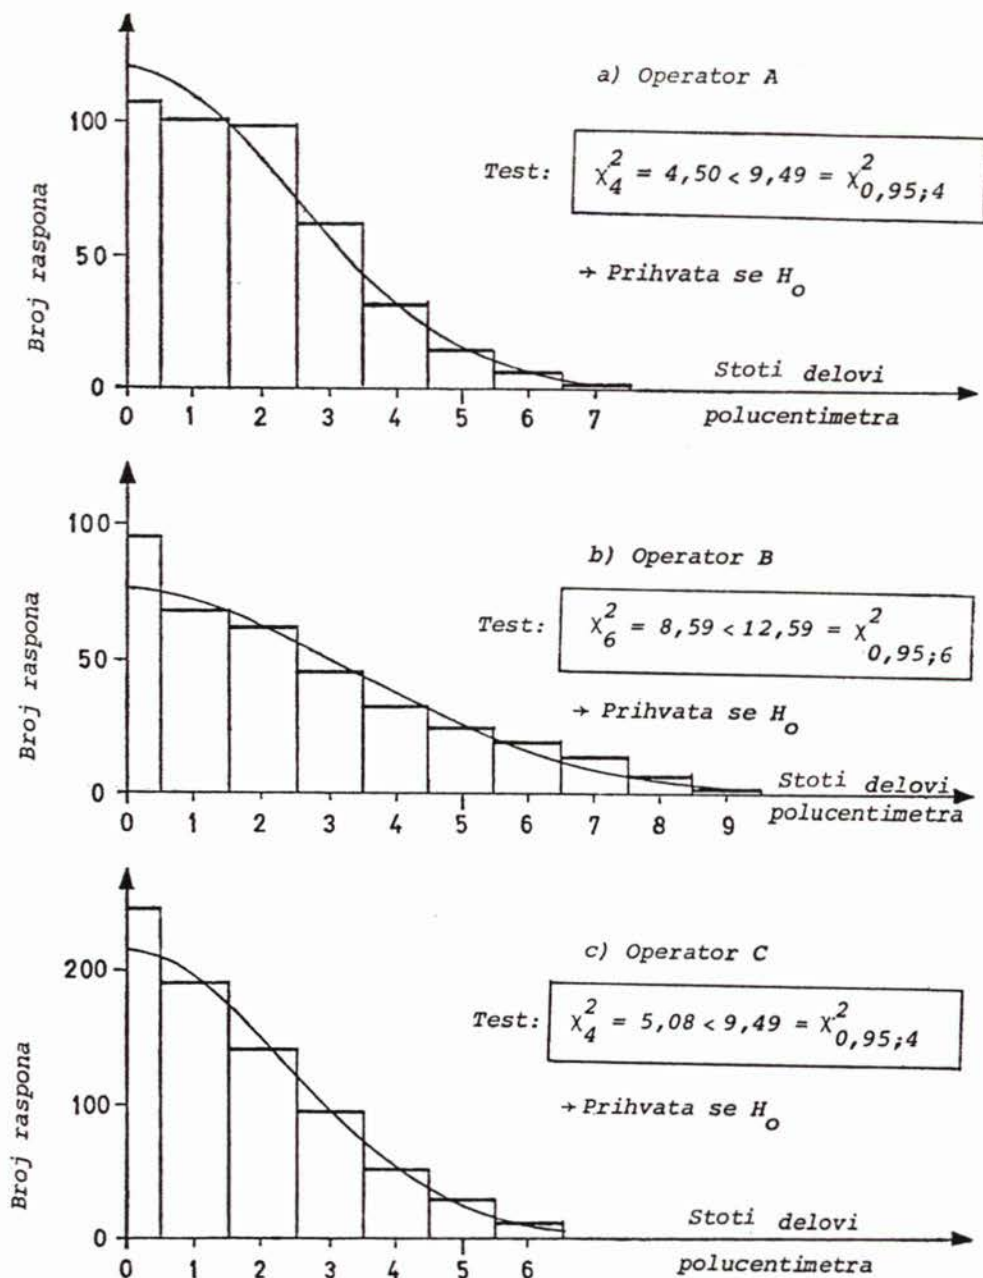 a) Operator A
Broj raspona
100
50
0
Test: χ²₄ = 4,50 < 9,49 = χ²₀,₉₅;₄
→ Prihvata se H₀
0 1 2 3 4 5 6 7
Stoti delovi
polucentimetra
b) Operator B
Broj raspona
100
50
0
Test: χ²₆ = 8,59 < 12,59 = χ²₀,₉₅;₆
→ Prihvata se H₀
0 1 2 3 4 5 6 7 8 9
Stoti delovi
polucentimetra
c) Operator C
Broj raspona
200
100
0
Test: χ²₄ = 5,08 < 9,49 = χ²₀,₉₅;₄
→ Prihvata se H₀
0 1 2 3 4 5 6
Stoti delovi
polucentimetra